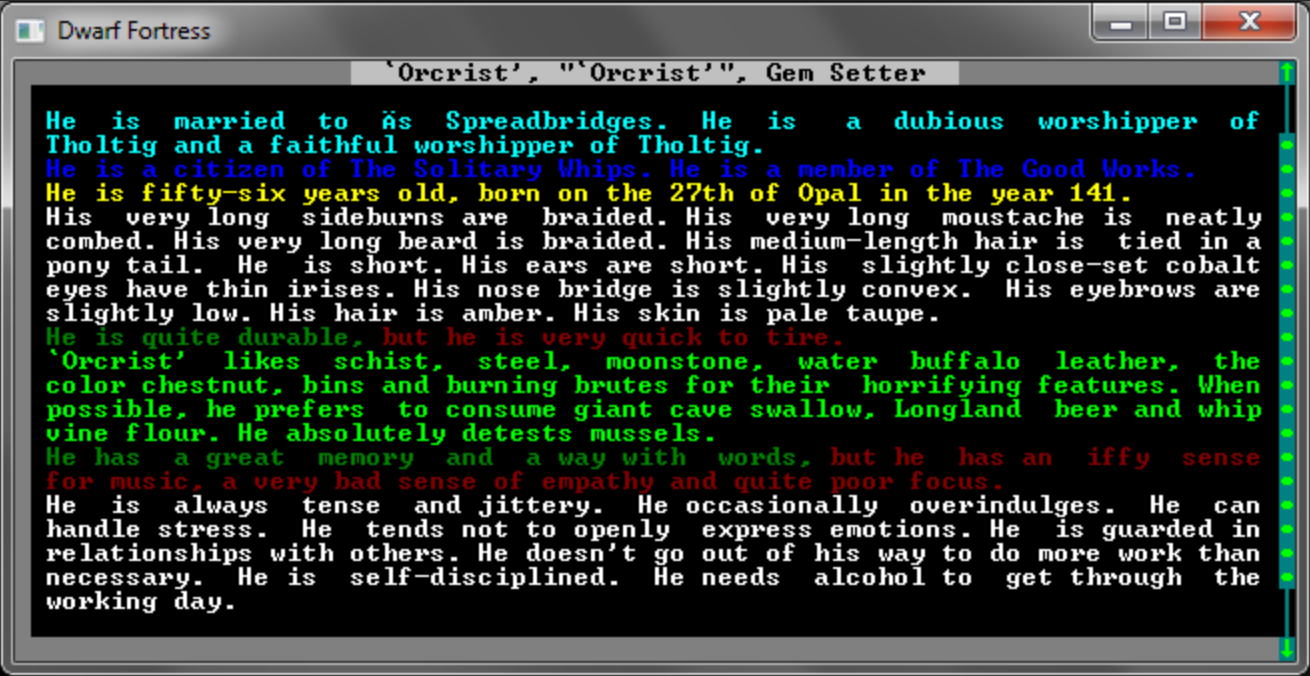 Dwarf Fortress
`Orcrist', "`Orcrist'", Gem Setter
He is married to Äs Spreadbridges. He is a dubious worshipper of
Tholtig and a faithful worshipper of Tholtig.
He is a citizen of The Solitary Whips. He is a member of The Good Works.
He is fifty-six years old, born on the 27th of Opal in the year 141.
His very long sideburns are braided. His very long moustache is neatly
combed. His very long beard is braided. His medium-length hair is tied in a
pony tail. He is short. His ears are short. His slightly close-set cobalt
eyes have thin irises. His nose bridge is slightly convex. His eyebrows are
slightly low. His hair is amber. His skin is pale taupe.
He is quite durable, but he is very quick to tire.
`Orcrist' likes schist, steel, moonstone, water buffalo leather, the
color chestnut, bins and burning brutes for their horrifying features. When
possible, he prefers to consume giant cave swallow, Longland beer and whip
vine flour. He absolutely detests mussels.
He has a great memory and a way with words, but he has an iffy sense
for music, a very bad sense of empathy and quite poor focus.
He is always tense and jittery. He occasionally overindulges. He can
handle stress. He tends not to openly express emotions. He is guarded in
relationships with others. He doesn't go out of his way to do more work than
necessary. He is self-disciplined. He needs alcohol to get through the
working day.